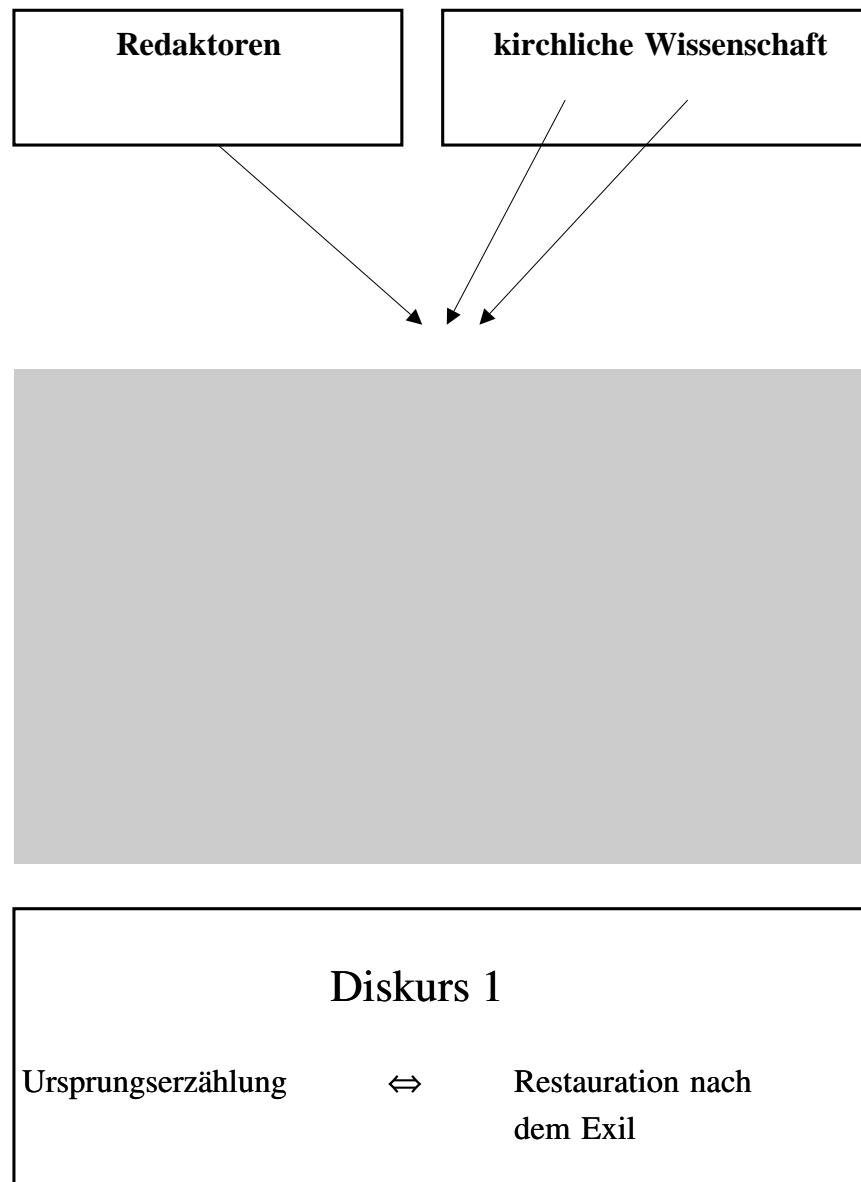 Redaktoren
kirchliche Wissenschaft
Diskurs 1
Ursprungserzählung ⇔ Restauration nach
dem Exil